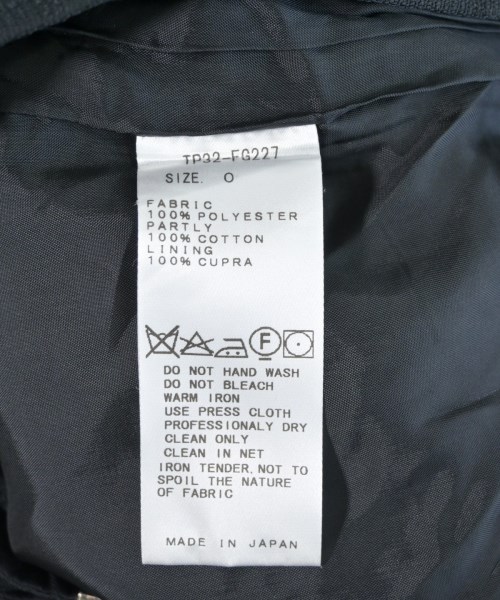 TP32-FG227
SIZE. 0
FABRIC
100% POLYESTER
PARTLY
100% COTTON
LINING
100% CUPRA
F
DO NOT HAND WASH
DO NOT BLEACH
WARM IRON
USE PRESS CLOTH
PROFESSIONALY DRY
CLEAN ONLY
CLEAN IN NET
IRON TENDER, NOT TO
SPOIL THE NATURE
OF FABRIC
MADE IN JAPAN